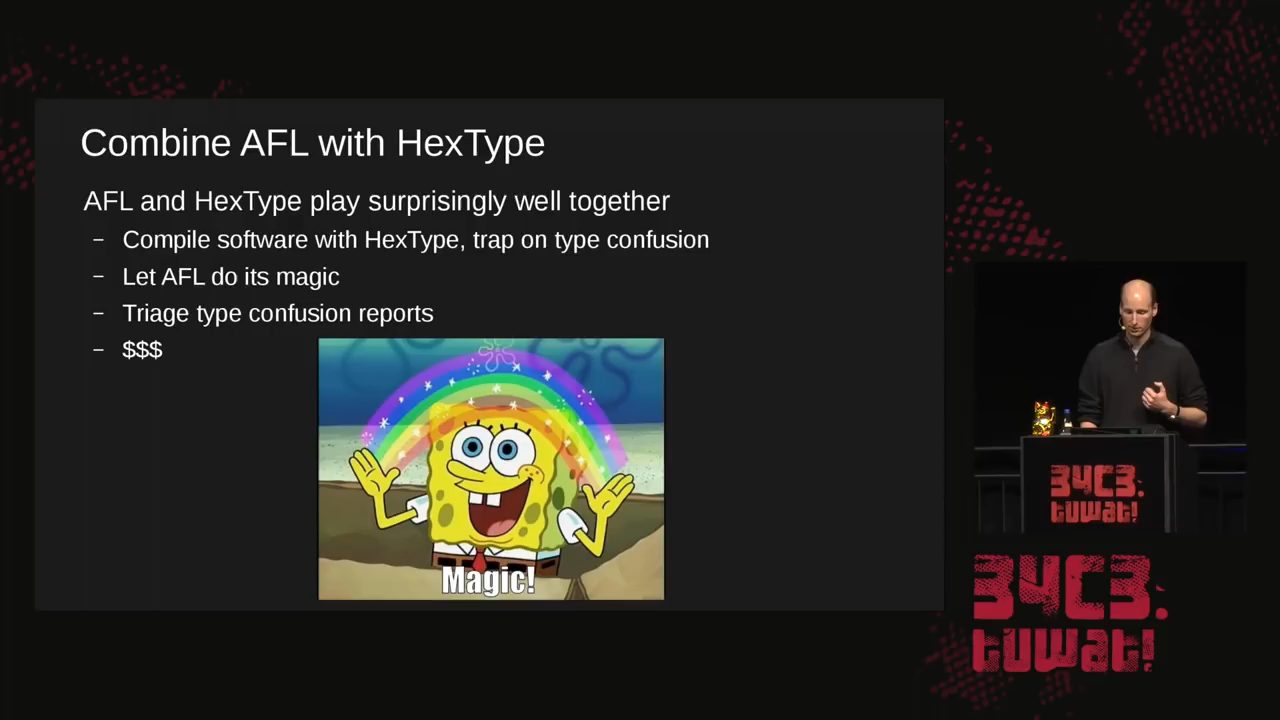 Combine AFL with HexType
AFL and HexType play surprisingly well together
– Compile software with HexType, trap on type confusion
– Let AFL do its magic
– Triage type confusion reports
– $$$
Magic!
34C3.
tuwat!
34C3.
tuwat!